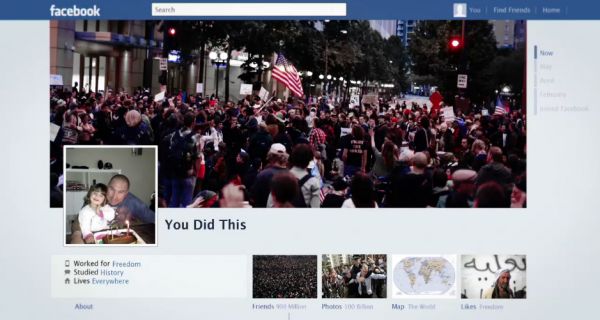 facebook
Search
You Find Friends Home
Now
May
April
February
Joined Facebook
You Did This
Worked for Freedom
Studied History
Lives Everywhere
About
Friends 900 Million
Photos 100 Billion
Map The World
Likes Freedom